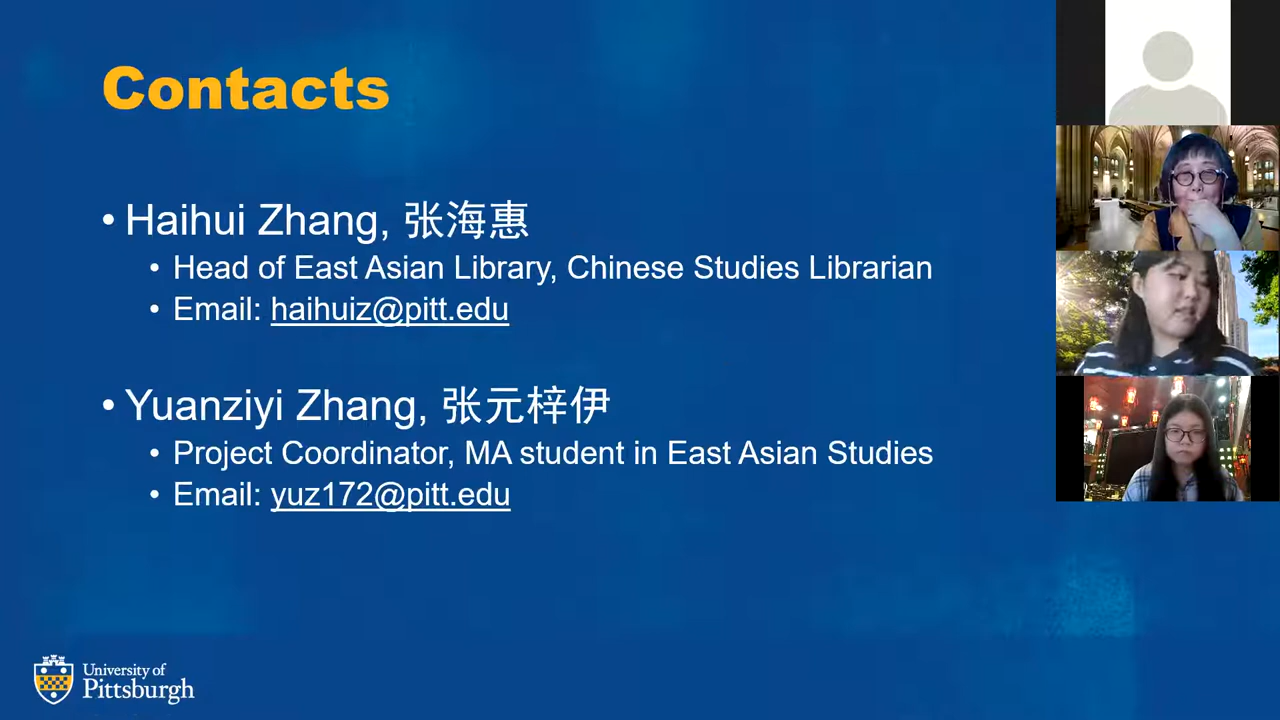 Contacts
• Haihui Zhang, 张海惠
• Head of East Asian Library, Chinese Studies Librarian
• Email: haihuiz@pitt.edu
• Yuanziyi Zhang, 张元梓伊
• Project Coordinator, MA student in East Asian Studies
• Email: yuz172@pitt.edu
University of
Pittsburgh